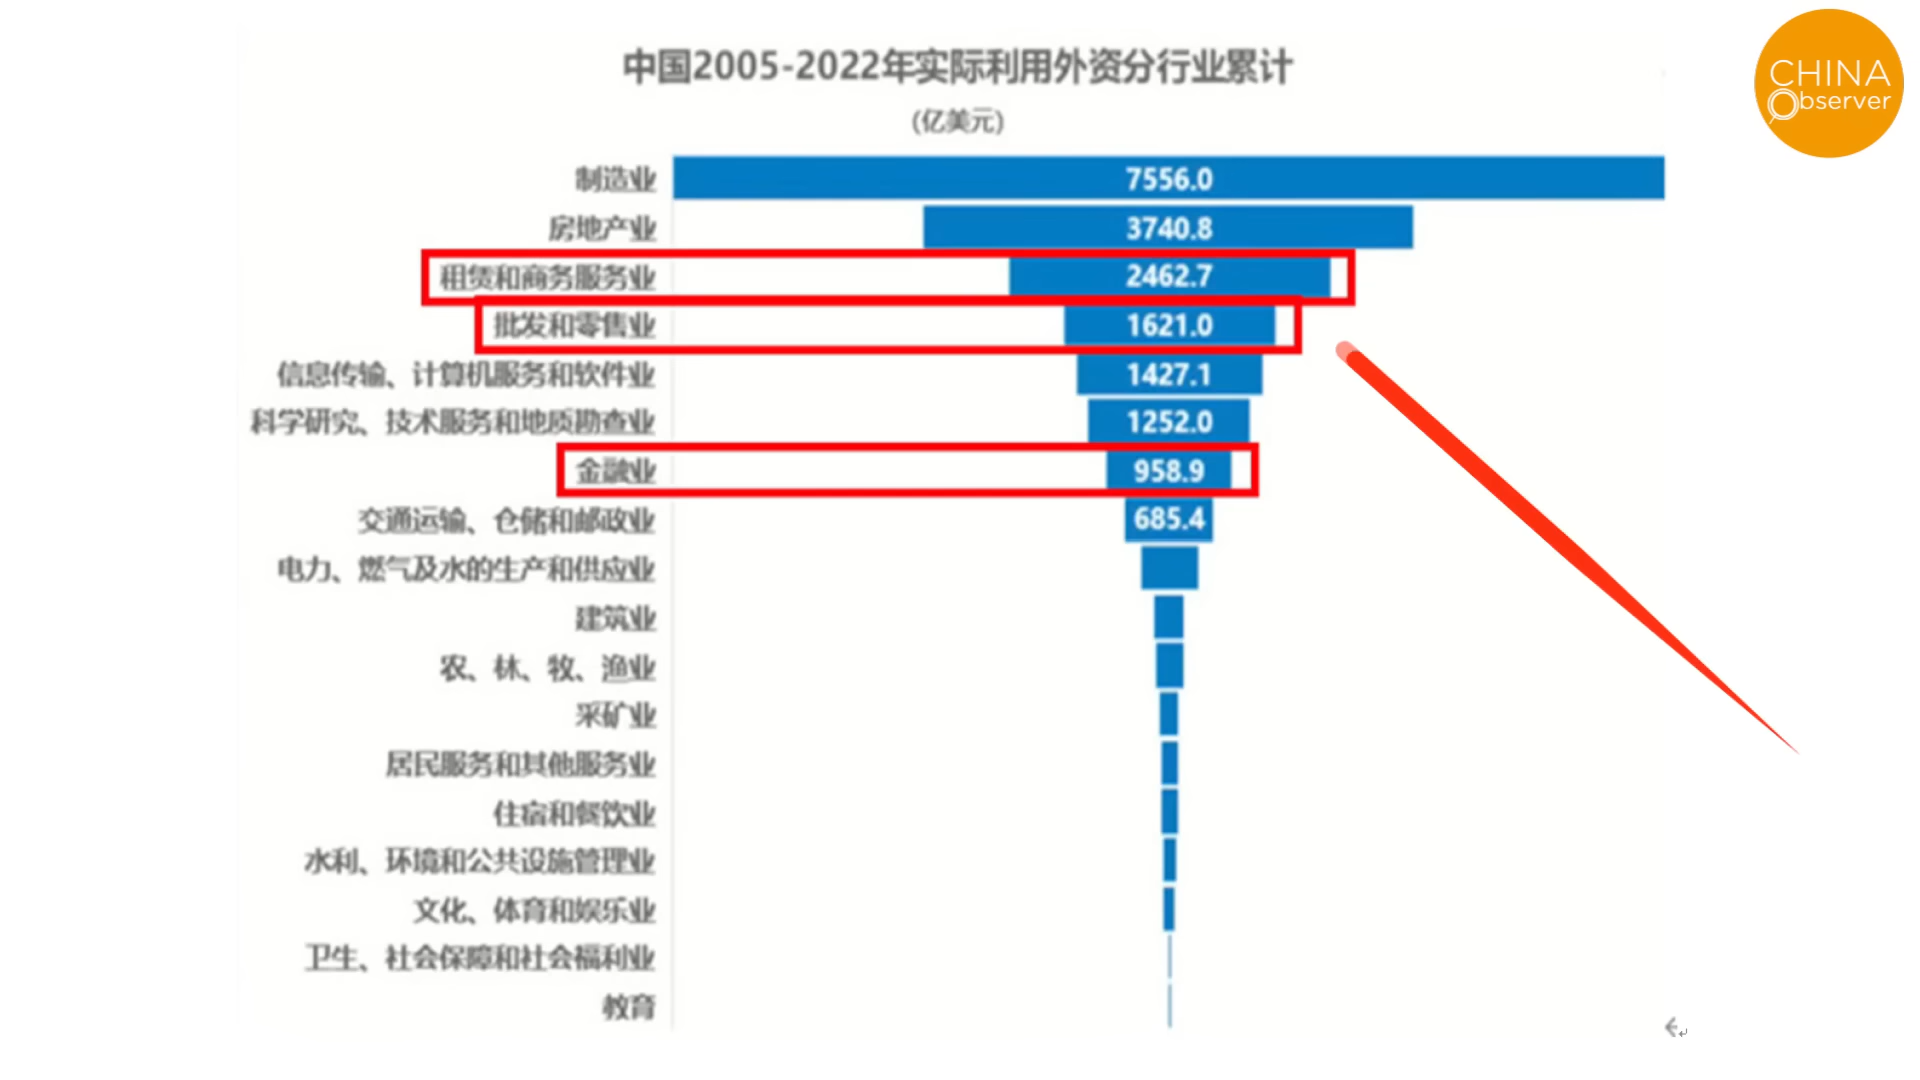 中国2005-2022年实际利用外资分行业累计
(亿美元)
CHINA
Observer
制造业 7556.0
房地产业 3740.8
租赁和商务服务业 2462.7
批发和零售业 1621.0
信息传输、计算机服务和软件业 1427.1
科学研究、技术服务和地质勘查业 1252.0
金融业 958.9
交通运输、仓储和邮政业 685.4
电力、燃气及水的生产和供应业
建筑业
农、林、牧、渔业
采矿业
居民服务和其他服务业
住宿和餐饮业
水利、环境和公共设施管理业
文化、体育和娱乐业
卫生、社会保障和社会福利业
教育